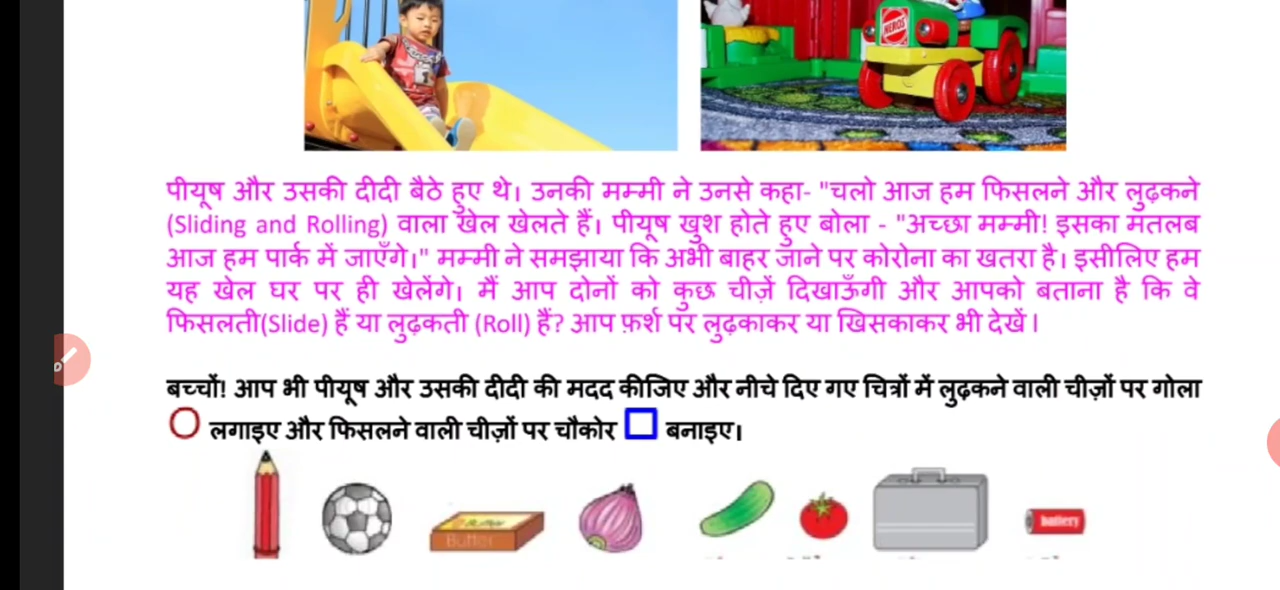 HEROS
पीयूष और उसकी दीदी बैठे हुए थे। उनकी मम्मी ने उनसे कहा- "चलो आज हम फिसलने और लुढ़कने
(Sliding and Rolling) वाला खेल खेलते हैं। पीयूष खुश होते हुए बोला - "अच्छा मम्मी! इसका मतलब
आज हम पार्क में जाएँगे।" मम्मी ने समझाया कि अभी बाहर जाने पर कोरोना का खतरा है। इसीलिए हम
यह खेल घर पर ही खेलेंगे। मैं आप दोनों को कुछ चीज़ें दिखाऊँगी और आपको बताना है कि वे
फिसलती(Slide) हैं या लुढ़कती (Roll) हैं? आप फ़र्श पर लुढ़काकर या खिसकाकर भी देखें।
बच्चों! आप भी पीयूष और उसकी दीदी की मदद कीजिए और नीचे दिए गए चित्रों में लुढ़कने वाली चीज़ों पर गोला
लगाइए और फिसलने वाली चीज़ों पर चौकोर बनाइए।
Butter
Butter
battery